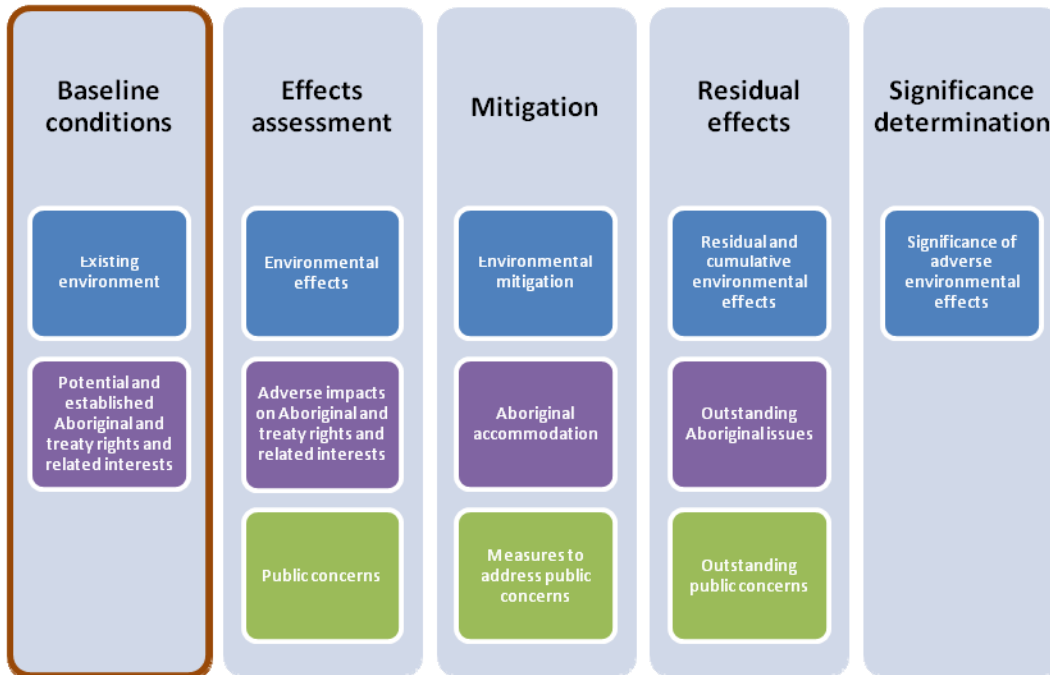 Baseline
conditions
Existing
environment
Potential and
established
Aboriginal and
treaty rights and
related interests
Effects
assessment
Environmental
effects
Adverse impacts
on Aboriginal and
treaty rights and
related interests
Public concerns
Mitigation
Environmental
mitigation
Aboriginal
accommodation
Measures to
address public
concerns
Residual
effects
Residual and
cumulative
environmental
effects
Outstanding
Aboriginal issues
Outstanding
public concerns
Significance
determination
Significance of
adverse
environmental
effects